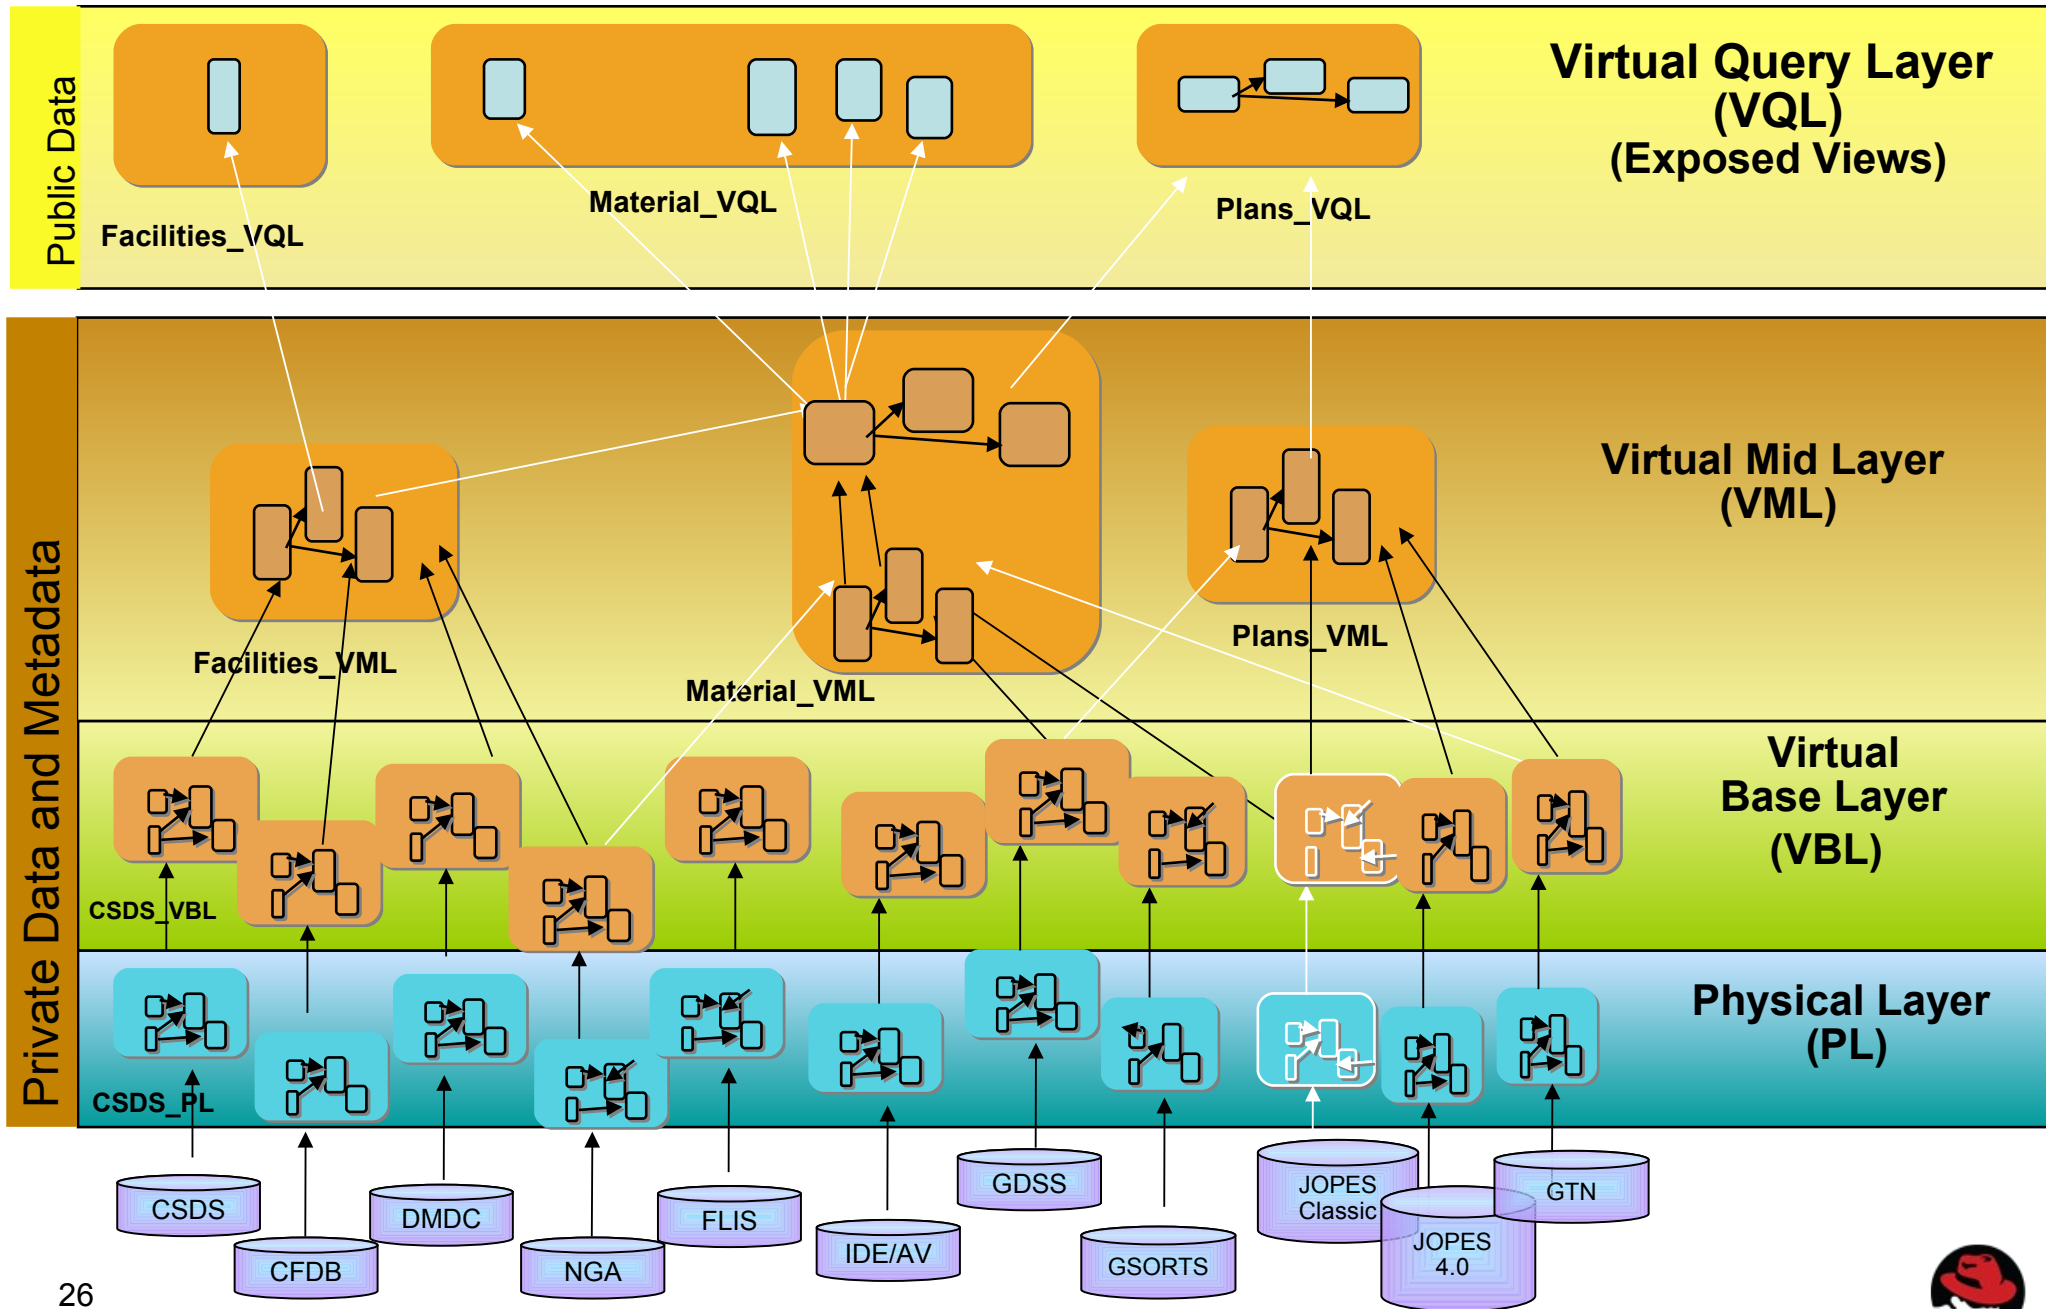 Public Data
Virtual Query Layer
(VQL)
(Exposed Views)
Facilities_VQL
Material_VQL
Plans_VQL
Private Data and Metadata
Virtual Mid Layer
(VML)
Facilities_VML
Material_VML
Plans_VML
Virtual
Base Layer
(VBL)
CSDS_VBL
Physical Layer
(PL)
CSDS_PL
CSDS
CFDB
DMDC
NGA
FLIS
IDE/AV
GDSS
GSORTS
JOPES
Classic
JOPES
4.0
GTN
26